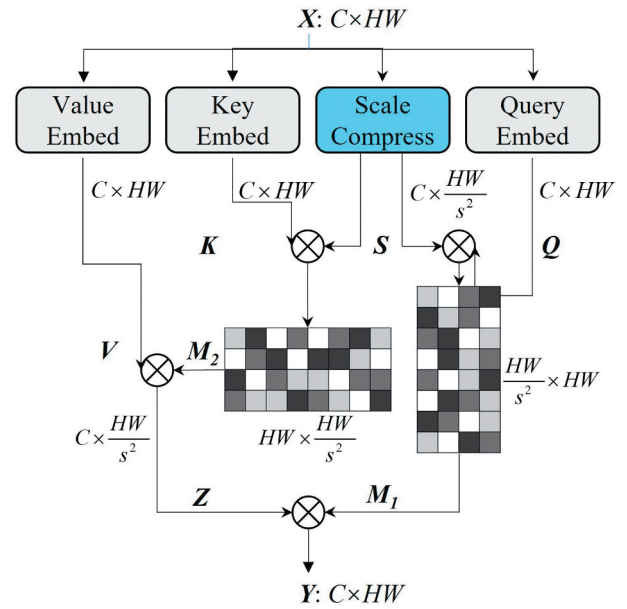 X: C×HW
Value Embed
Key Embed
Scale Compress
Query Embed
C×HW
C×HW
C×HW/s²
C×HW
K
S
Q
V
M₂
HW/s²×HW
C×HW/s²
HW×HW/s²
Z
M₁
Y: C×HW